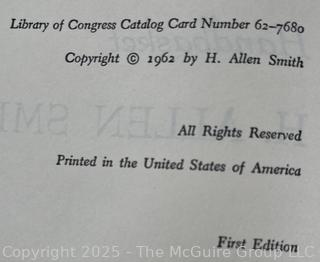 Library of Congress Catalog Card Number 62–7680
Copyright © 1962 by H. Allen Smith
All Rights Reserved
Printed in the United States of America
First Edition
Copyright 2025 - The McGuire Group LLC